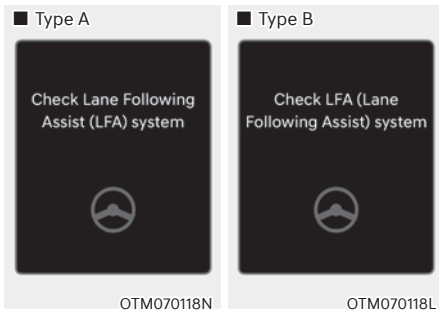 ■ Type A
Check Lane Following
Assist (LFA) system
OTM070118N
■ Type B
Check LFA (Lane
Following Assist) system
OTM070118L